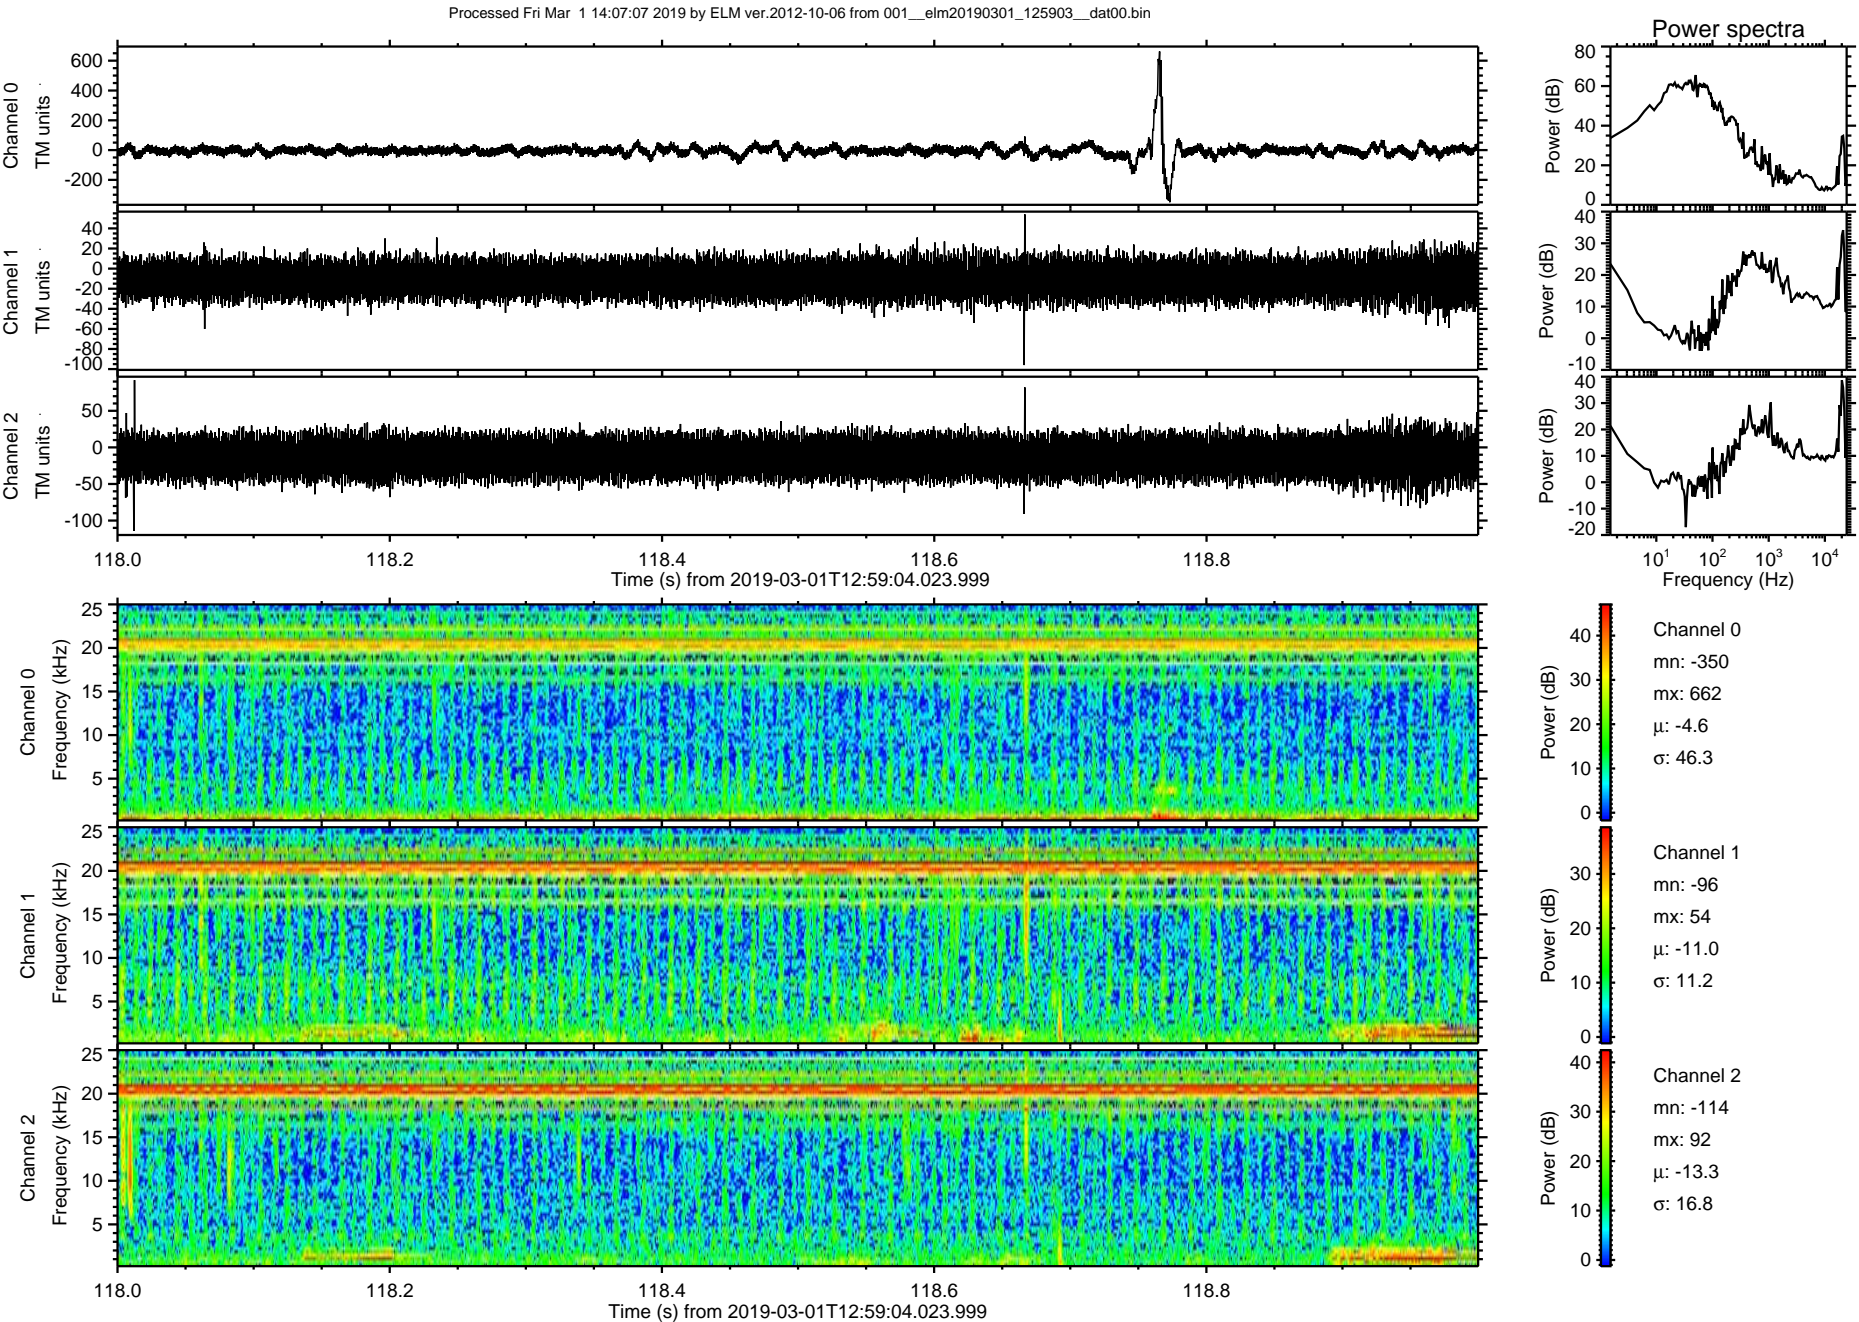 Processed Fri Mar  1 14:07:07 2019 by ELM ver.2012-10-06 from 001__elm20190301_125903__dat00.bin
Power spectra
Channel 0
TM units
600
400
200
0
-200
Power (dB)
80
60
40
20
0
Channel 1
TM units
40
20
0
-20
-40
-60
-80
-100
Power (dB)
40
30
20
10
0
-10
Channel 2
TM units
50
0
-50
-100
Power (dB)
40
30
20
10
0
-10
-20
118.0 118.2 118.4 118.6 118.8
Time (s) from 2019-03-01T12:59:04.023.999
10¹ 10² 10³ 10⁴
Frequency (Hz)
Channel 0
Frequency (kHz)
25
20
15
10
5
Power (dB)
40
30
20
10
0
Channel 0
mn: -350
mx: 662
μ: -4.6
σ: 46.3
Channel 1
Frequency (kHz)
25
20
15
10
5
Power (dB)
30
20
10
0
Channel 1
mn: -96
mx: 54
μ: -11.0
σ: 11.2
Channel 2
Frequency (kHz)
25
20
15
10
5
Power (dB)
40
30
20
10
0
Channel 2
mn: -114
mx: 92
μ: -13.3
σ: 16.8
118.0 118.2 118.4 118.6 118.8
Time (s) from 2019-03-01T12:59:04.023.999